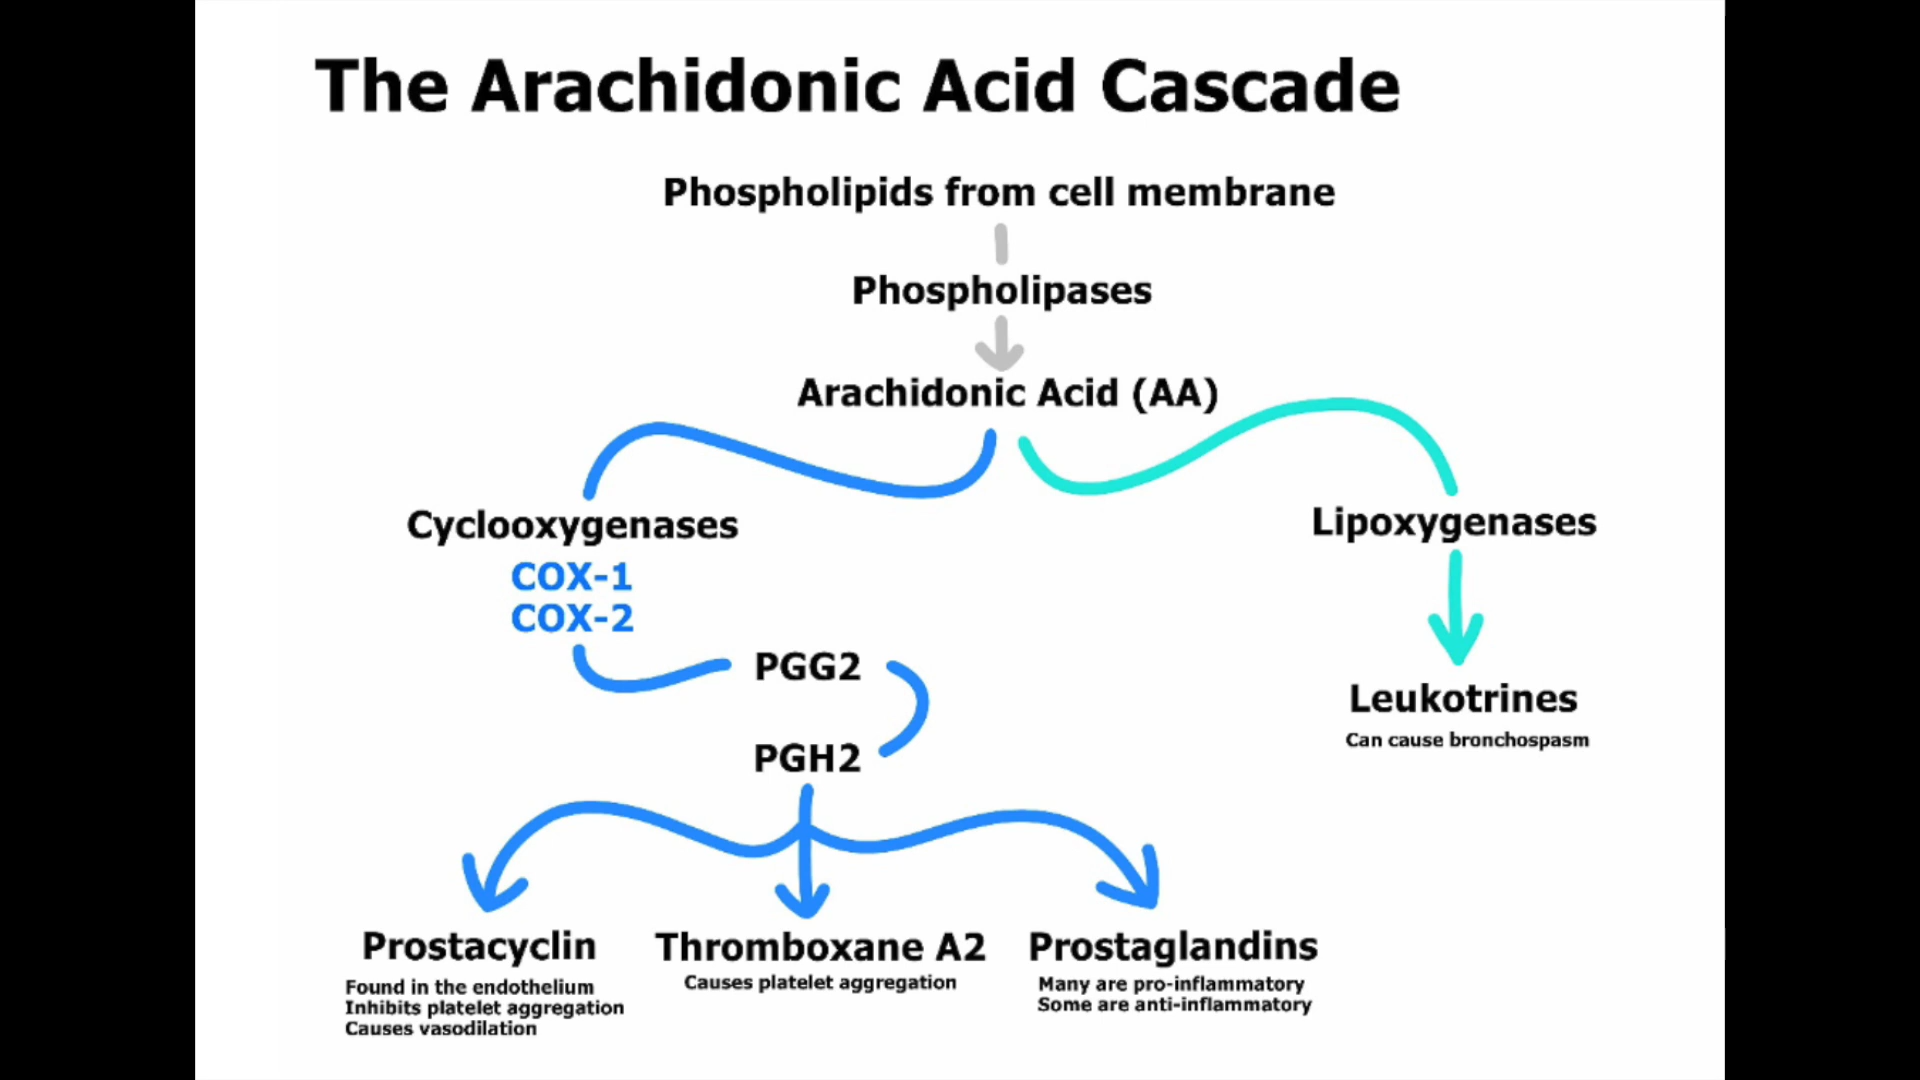 The Arachidonic Acid Cascade
Phospholipids from cell membrane
Phospholipases
Arachidonic Acid (AA)
Cyclooxygenases
COX-1
COX-2
Lipoxygenases
PGG2
PGH2
Leukotrines
Can cause bronchospasm
Prostacyclin
Found in the endothelium
Inhibits platelet aggregation
Causes vasodilation
Thromboxane A2
Causes platelet aggregation
Prostaglandins
Many are pro-inflammatory
Some are anti-inflammatory